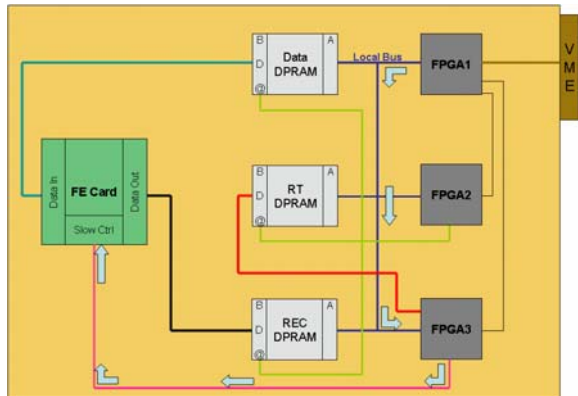 B
Data
A
D
DPRAM
@
Local Bus
FPGA1
V
M
E
Data In
FE Card
Data Out
Slow Ctrl
B
RT
A
D
DPRAM
@
FPGA2
B
REC
A
D
DPRAM
@
FPGA3